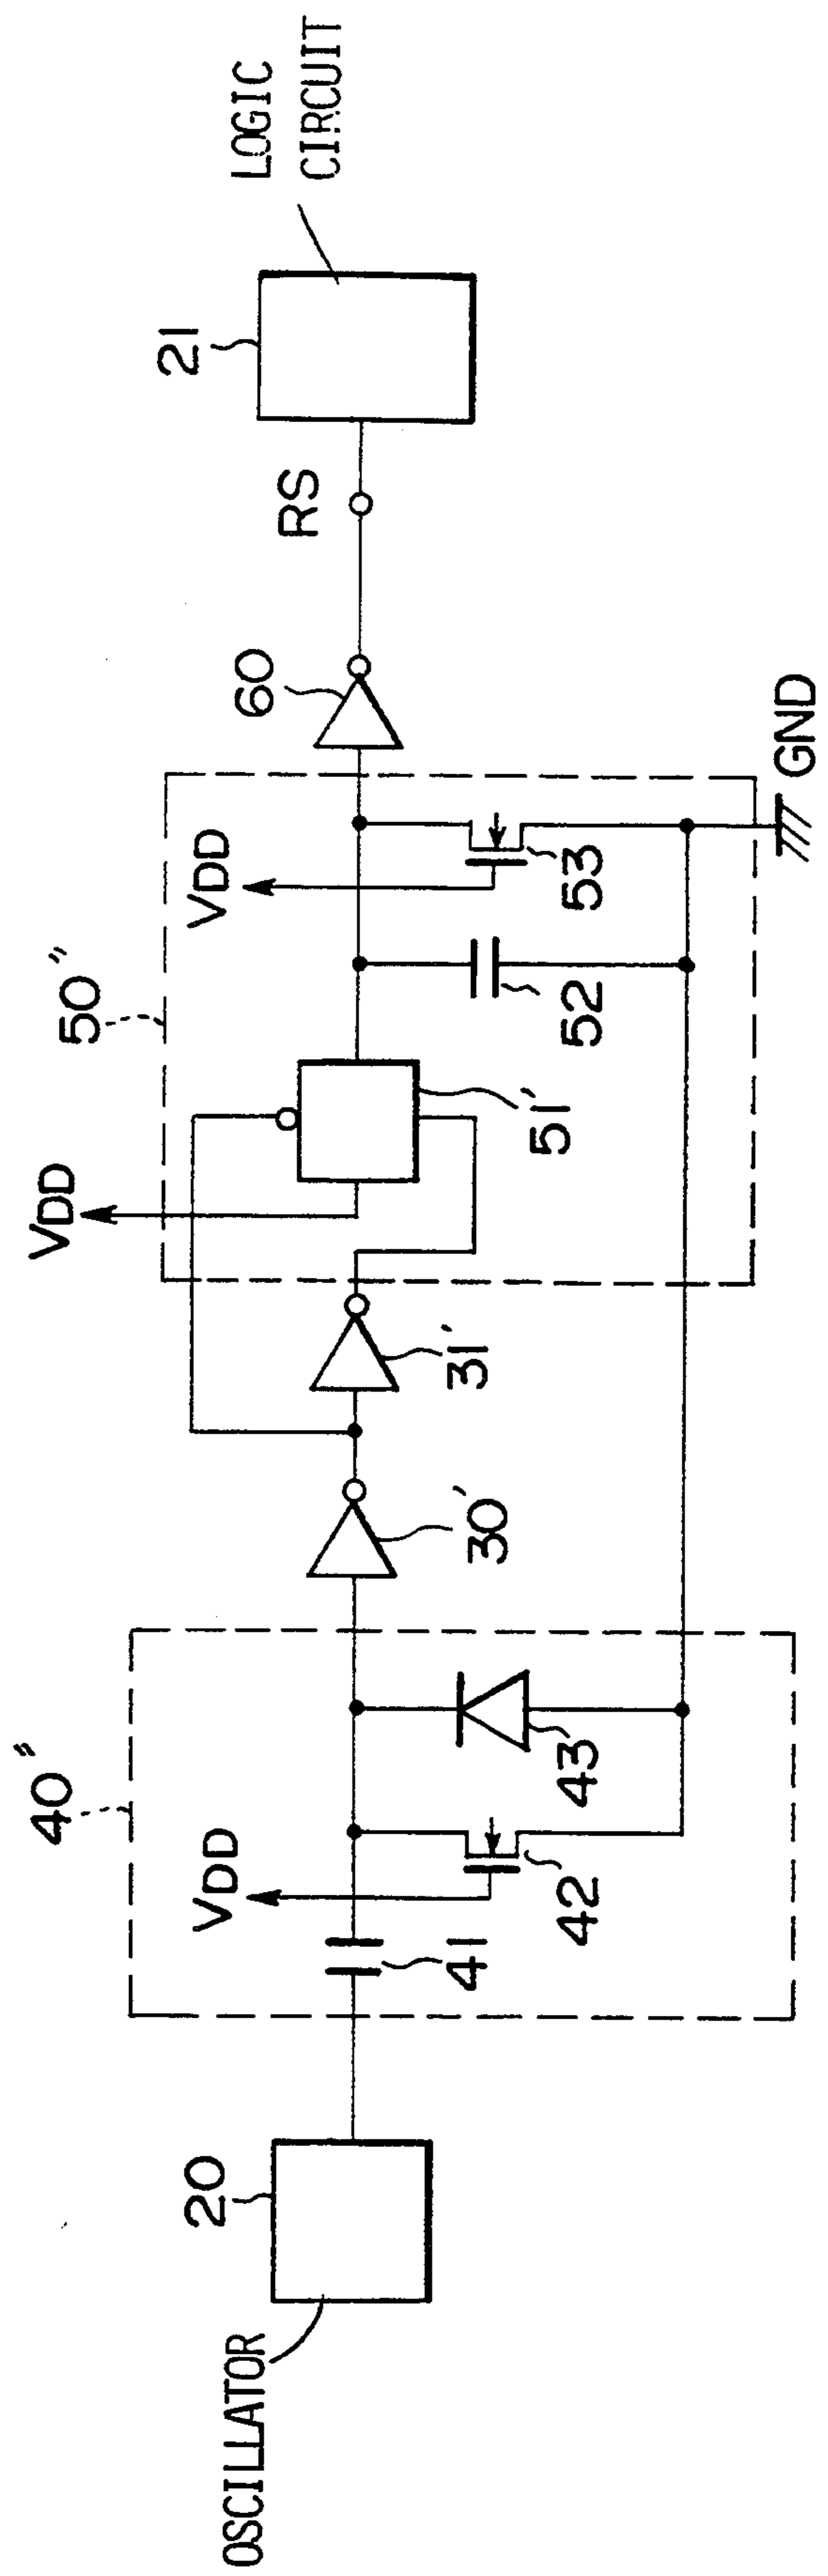 OSCILLATOR
20
40"
VDD
41
42
43
30'
31'
VDD
50"
51'
52
VDD
53
GND
60
RS
21
LOGIC
CIRCUIT